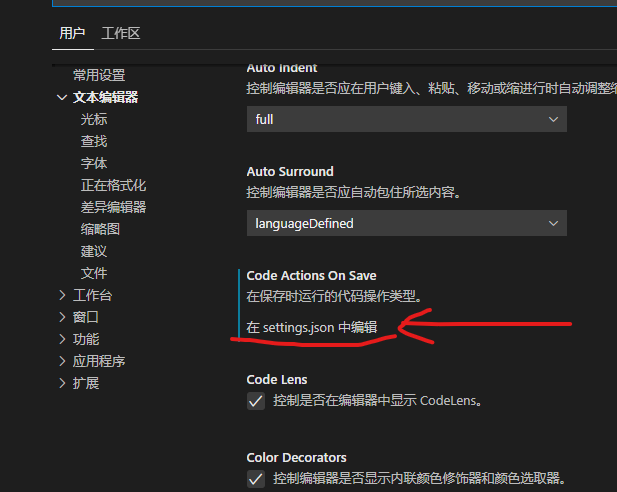 用户 工作区
常用设置
文本编辑器
光标
查找
字体
正在格式化
差异编辑器
缩略图
建议
文件
工作台
窗口
功能
应用程序
扩展
Auto Indent
控制编辑器是否应在用户键入、粘贴、移动或缩进行时自动调整缩
full
Auto Surround
控制编辑器是否应自动包住所选内容。
languageDefined
Code Actions On Save
在保存时运行的代码操作类型。
在 settings.json 中编辑
Code Lens
控制是否在编辑器中显示 CodeLens。
Color Decorators
控制编辑器是否显示内联颜色修饰器和颜色选取器。